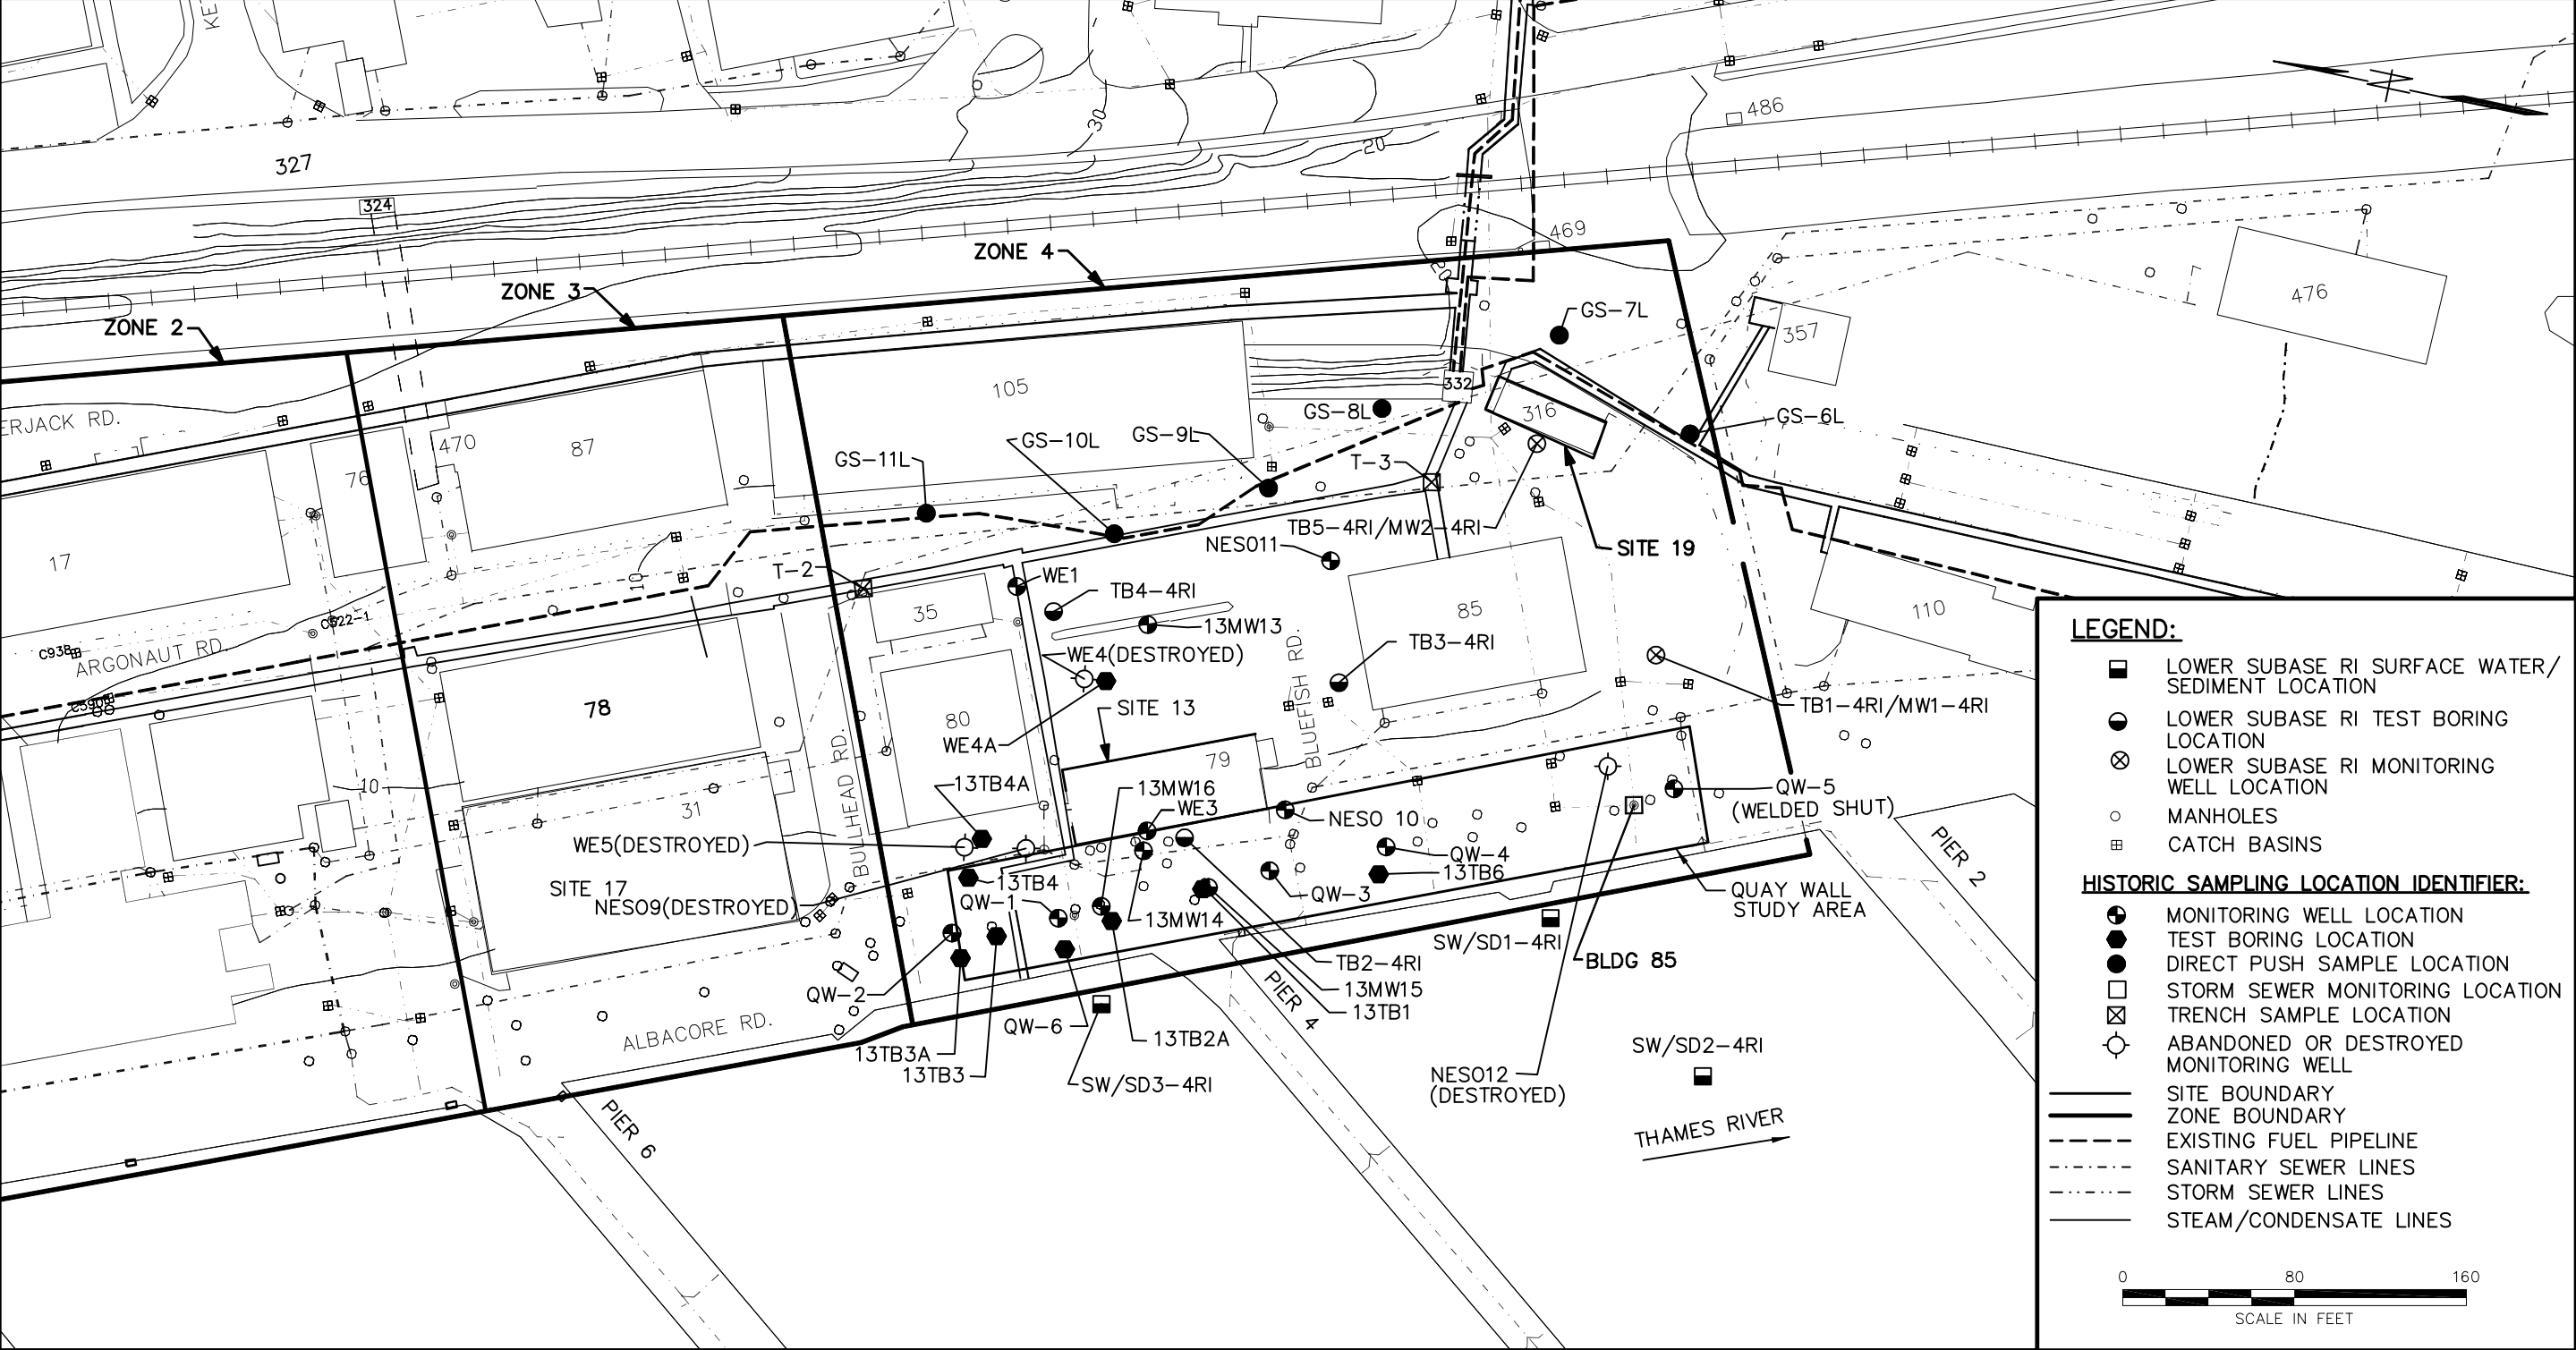 KE
327
324
30
20
486
469
ZONE 4
ZONE 3
ZONE 2
476
357
GS-7L
332
316
GS-8L
GS-6L
105
ERJACK RD.
470
87
76
GS-10L
GS-9L
GS-11L
T-3
TB5-4RI/MW2-4RI
NESO11
SITE 19
17
10
T-2
WE1
TB4-4RI
35
85
110
C522-1
C938
ARGONAUT RD.
13MW13
TB3-4RI
BLUEFISH RD.
WE4(DESTROYED)
SITE 13
78
80
WE4A
TB1-4RI/MW1-4RI
BULLHEAD RD.
79
10
31
13TB4A
13MW16
WE3
NESO 10
QW-5
(WELDED SHUT)
WE5(DESTROYED)
QW-4
13TB6
PIER 2
SITE 17
NESO9(DESTROYED)
13TB4
QW-1
QW-3
QUAY WALL
STUDY AREA
13MW14
SW/SD1-4RI
BLDG 85
TB2-4RI
13MW15
13TB1
PIER 4
QW-2
ALBACORE RD.
QW-6
13TB2A
13TB3A
13TB3
SW/SD3-4RI
SW/SD2-4RI
NESO12
(DESTROYED)
PIER 6
THAMES RIVER
LEGEND:
LOWER SUBASE RI SURFACE WATER/
SEDIMENT LOCATION
LOWER SUBASE RI TEST BORING
LOCATION
LOWER SUBASE RI MONITORING
WELL LOCATION
MANHOLES
CATCH BASINS
HISTORIC SAMPLING LOCATION IDENTIFIER:
MONITORING WELL LOCATION
TEST BORING LOCATION
DIRECT PUSH SAMPLE LOCATION
STORM SEWER MONITORING LOCATION
TRENCH SAMPLE LOCATION
ABANDONED OR DESTROYED
MONITORING WELL
SITE BOUNDARY
ZONE BOUNDARY
EXISTING FUEL PIPELINE
SANITARY SEWER LINES
STORM SEWER LINES
STEAM/CONDENSATE LINES
0 80 160
SCALE IN FEET